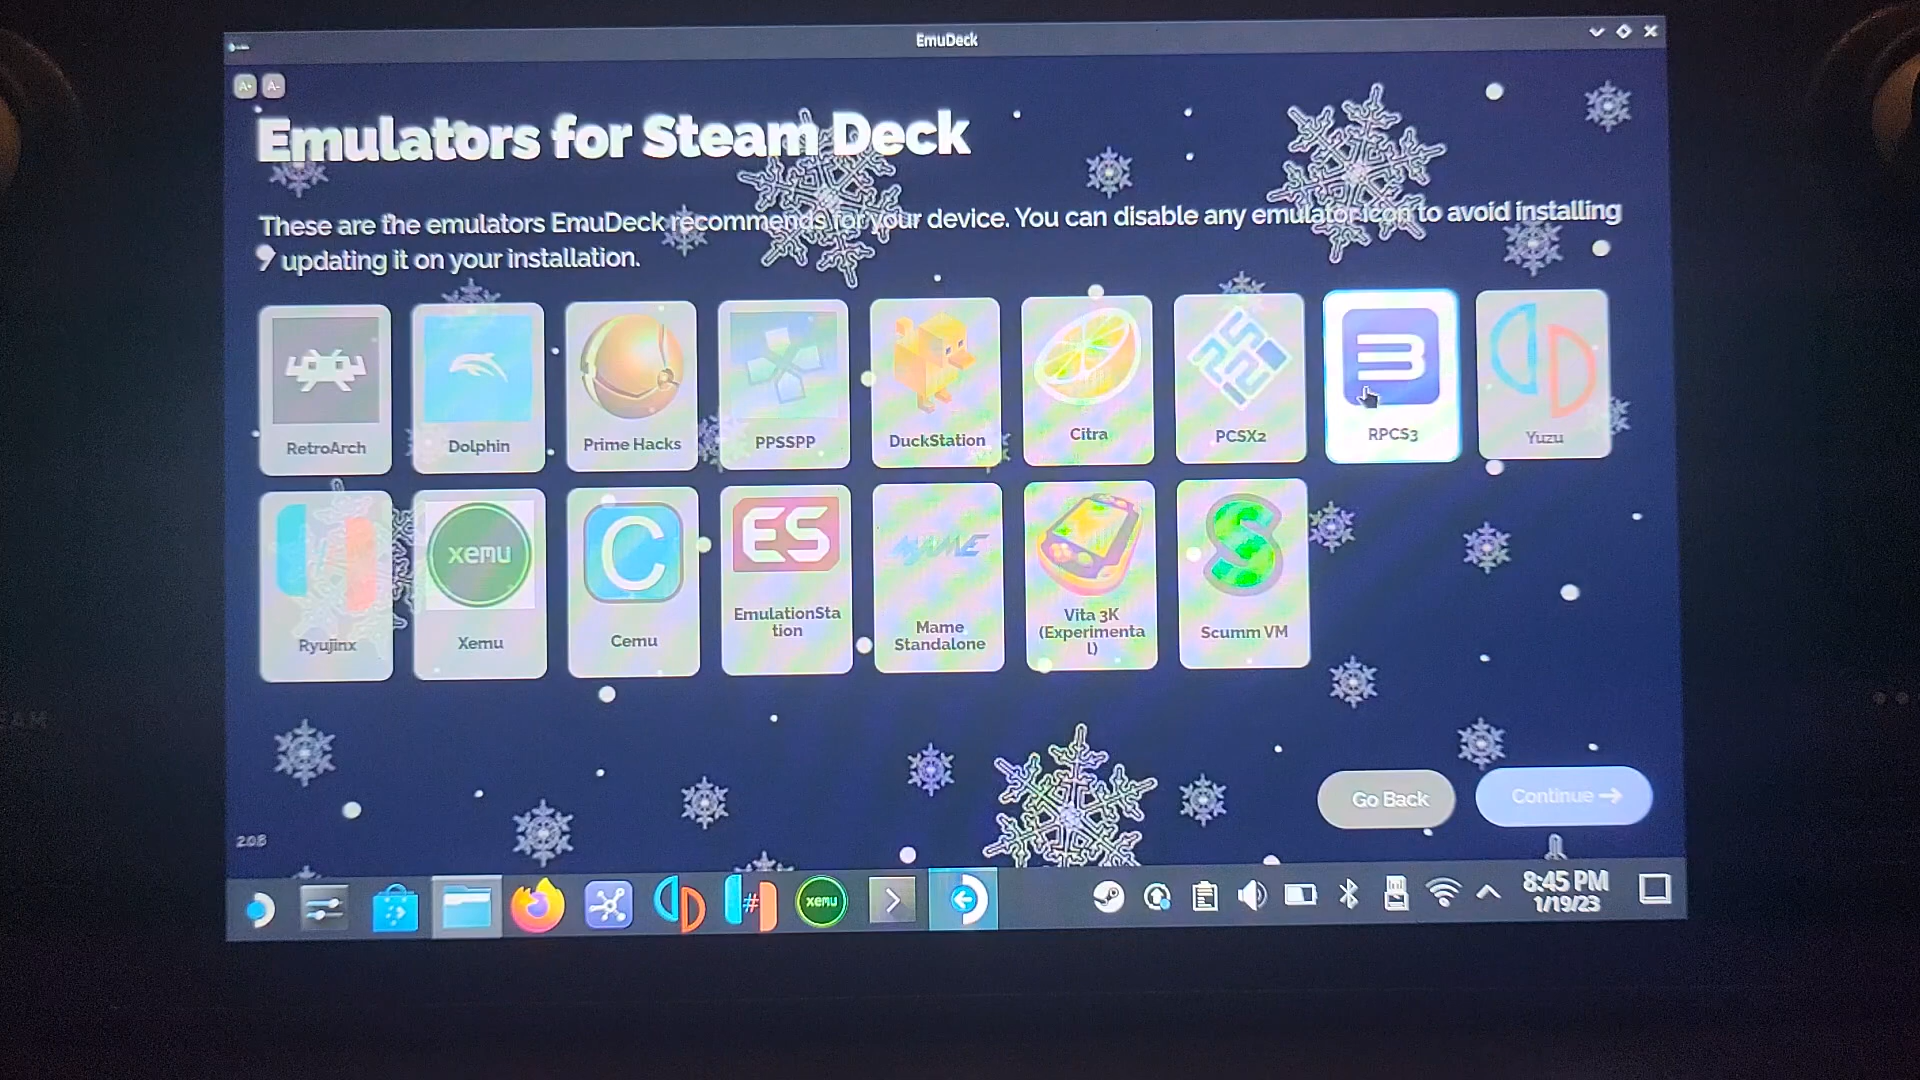 EmuDeck
A+ A-
Emulators for Steam Deck
These are the emulators EmuDeck recommends for your device. You can disable any emulator icon to avoid installing
updating it on your installation.
RetroArch
Dolphin
Prime Hacks
PPSSPP
DuckStation
Citra
PCSX2
RPCS3
Yuzu
Ryujinx
xemu
Xemu
C
Cemu
ES
EmulationSta
tion
MAME
Mame
Standalone
Vita 3K
(Experimenta
l)
S
Scumm VM
Go Back
Continue →
2.0.8
#
xemu
8:45 PM
1/19/23